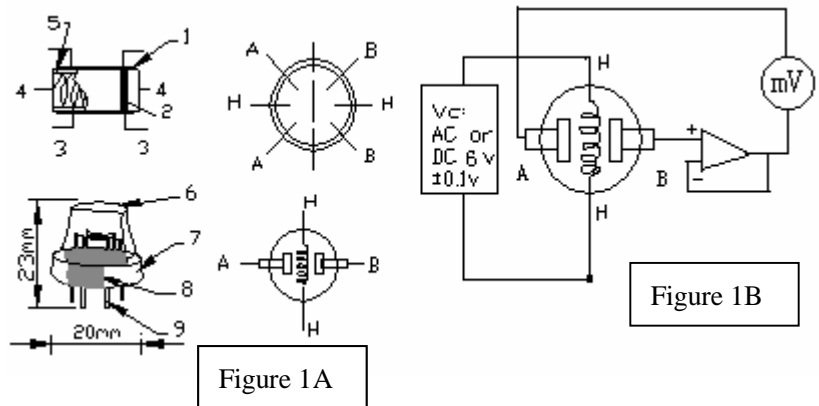 5
1
4
4
2
3
3
A
B
H
H
A
B
6
7
8
9
23mm
20mm
H
A
B
H
Figure 1A
Vc:
AC or
DC 6 v
±0.1v
H
A
B
H
+
-
mV
Figure 1B